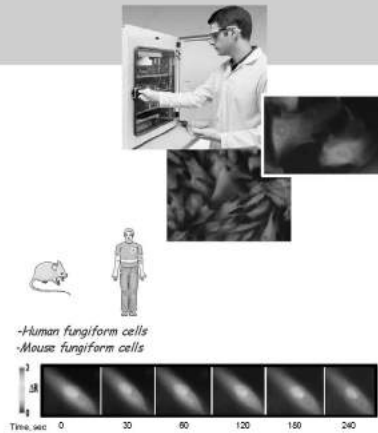 -Human fungiform cells
-Mouse fungiform cells
Time, sec 0 30 60 120 180 240